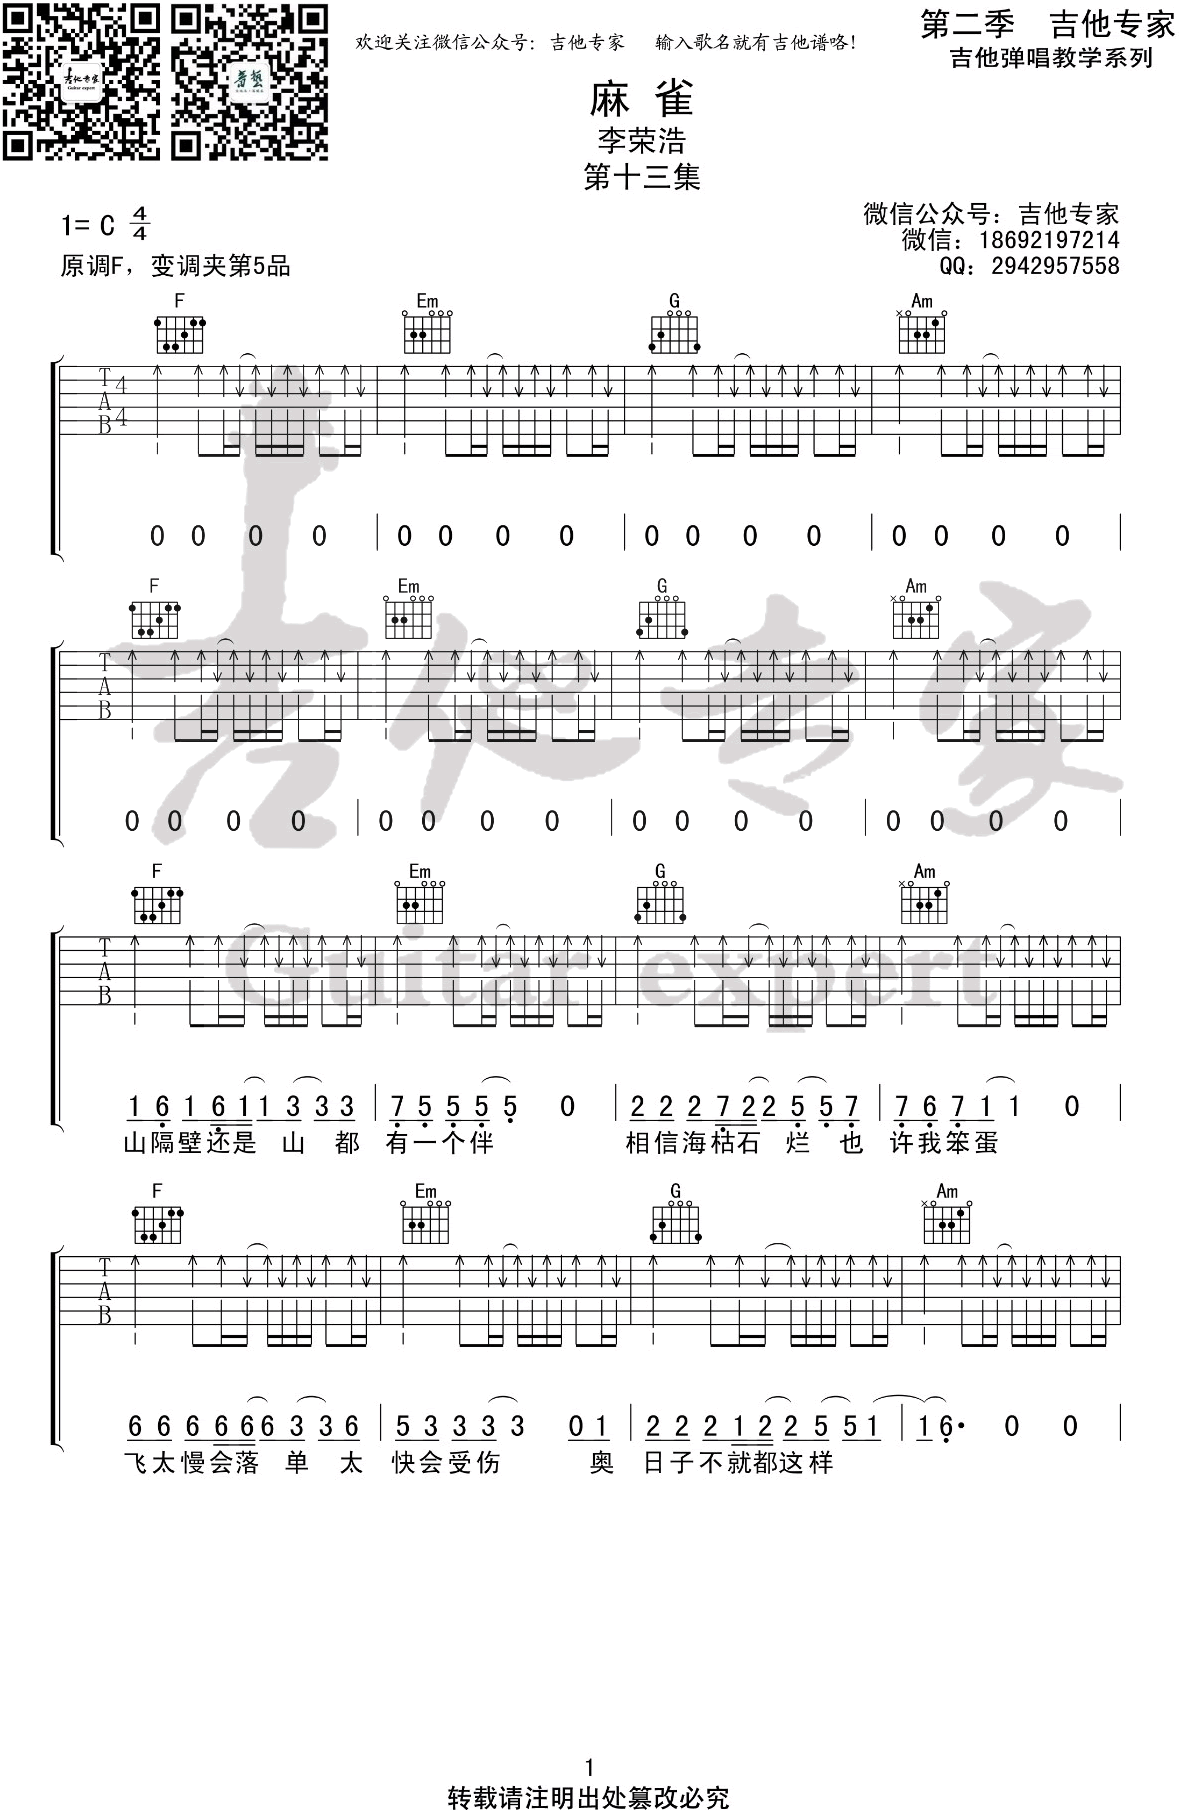 欢迎关注微信公众号：吉他专家　输入歌名就有吉他谱咯!
第二季　吉他专家
吉他弹唱教学系列
吉他专家
Guitar expert
麻雀
李荣浩
第十三集
1= C 4/4
原调F，变调夹第5品
微信公众号：吉他专家
微信：18692197214
QQ：2942957558
F Em G Am
T A B 4/4
0 0 0 0 | 0 0 0 0 | 0 0 0 0 | 0 0 0 0
F Em G Am
T A B
0 0 0 0 | 0 0 0 0 | 0 0 0 0 | 0 0 0 0
吉他专家
F Em G Am
T A B
Guitar expert
1 6 1 6 1 1 3 3 3 | 7 5 5 5 5 0 | 2 2 2 7 2 2 5 5 7 | 7 6 7 1 1 0
山隔壁还是 山 都 有一个伴 相信海枯石 烂 也 许我笨蛋
F Em G Am
T A B
6 6 6 6 6 6 3 3 6 | 5 3 3 3 3 0 1 | 2 2 2 1 2 2 5 5 1 | 1 6· 0 0
飞太慢会落 单 太 快会受伤 奥 日子不就都这样
1
转载请注明出处篡改必究